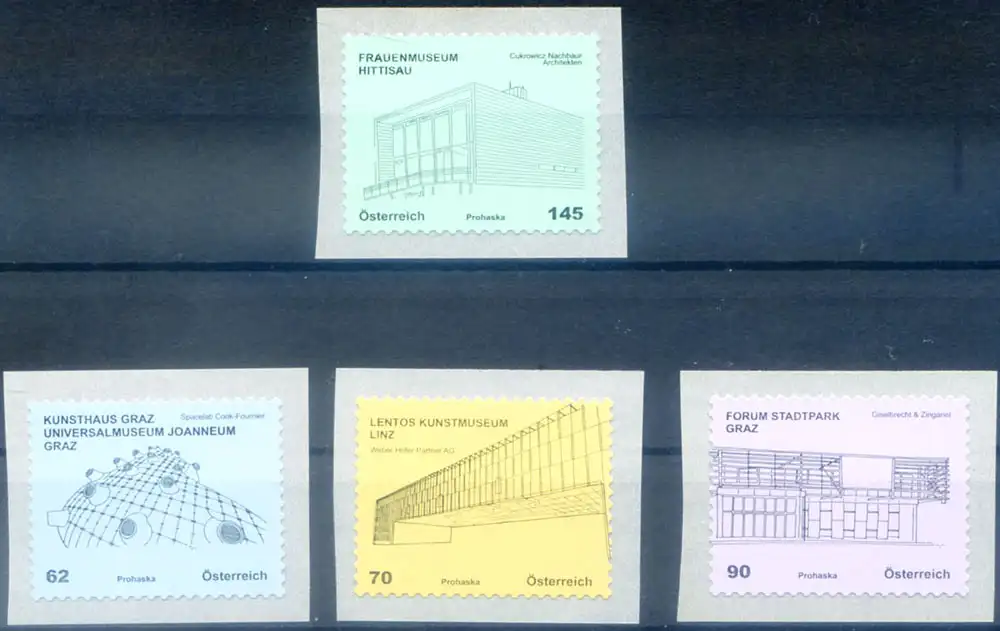 FRAUENMUSEUM
HITTISAU
Cukrowicz Nachbaur
Architekten
Österreich Prohaska 145
KUNSTHAUS GRAZ
UNIVERSALMUSEUM JOANNEUM
GRAZ
Spacelab Cook-Fournier
62 Prohaska Österreich
LENTOS KUNSTMUSEUM
LINZ
Weber Hofer Partner AG
70 Prohaska Österreich
FORUM STADTPARK
GRAZ
Giselbrecht & Zinganel
90 Prohaska Österreich